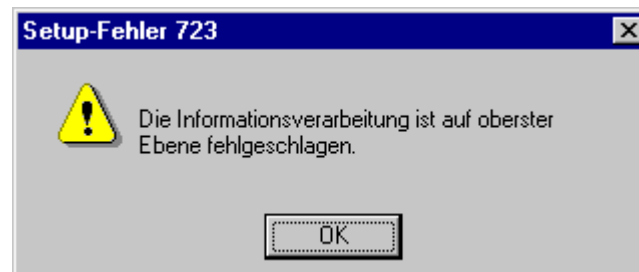 Setup-Fehler 723
Die Informationsverarbeitung ist auf oberster
Ebene fehlgeschlagen.
OK